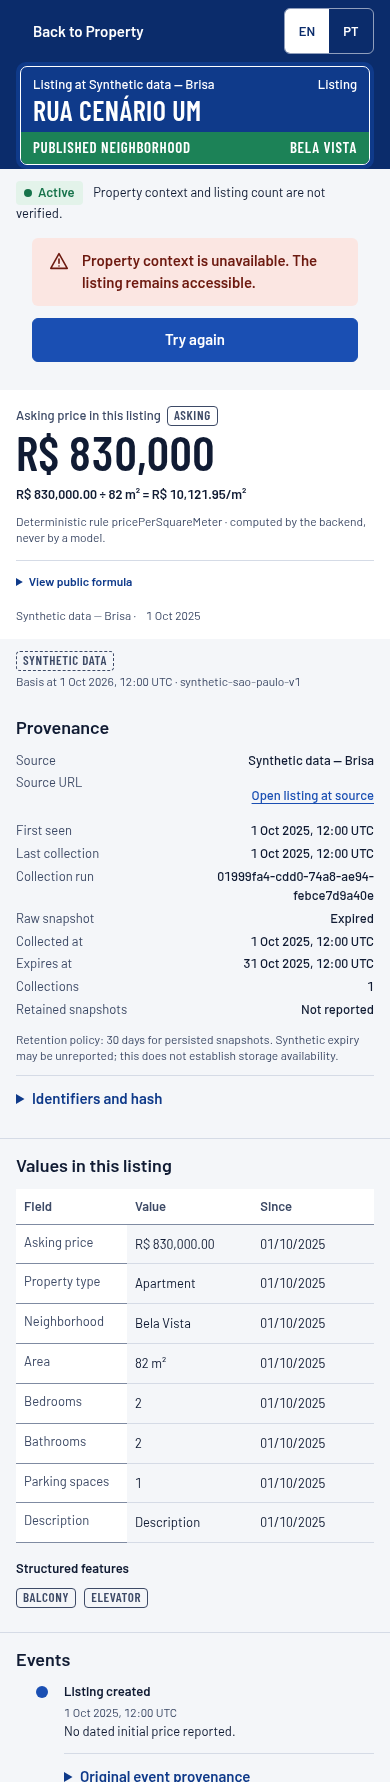 Back to Property
EN PT
Listing at Synthetic data — Brisa Listing
RUA CENÁRIO UM
PUBLISHED NEIGHBORHOOD BELA VISTA
Active Property context and listing count are not
verified.
Property context is unavailable. The
listing remains accessible.
Try again
Asking price in this listing ASKING
R$ 830,000
R$ 830,000.00 ÷ 82 m² = R$ 10,121.95/m²
Deterministic rule pricePerSquareMeter · computed by the backend,
never by a model.
View public formula
Synthetic data — Brisa · 1 Oct 2025
SYNTHETIC DATA
Basis at 1 Oct 2026, 12:00 UTC · synthetic-sao-paulo-v1
Provenance
Source Synthetic data — Brisa
Source URL
Open listing at source
First seen 1 Oct 2025, 12:00 UTC
Last collection 1 Oct 2025, 12:00 UTC
Collection run 01999fa4-cdd0-74a8-ae94-
febce7d9a40e
Raw snapshot Expired
Collected at 1 Oct 2025, 12:00 UTC
Expires at 31 Oct 2025, 12:00 UTC
Collections 1
Retained snapshots Not reported
Retention policy: 30 days for persisted snapshots. Synthetic expiry
may be unreported; this does not establish storage availability.
Identifiers and hash
Values in this listing
Field Value Since
Asking price R$ 830,000.00 01/10/2025
Property type Apartment 01/10/2025
Neighborhood Bela Vista 01/10/2025
Area 82 m² 01/10/2025
Bedrooms 2 01/10/2025
Bathrooms 2 01/10/2025
Parking spaces 1 01/10/2025
Description Description 01/10/2025
Structured features
BALCONY ELEVATOR
Events
Listing created
1 Oct 2025, 12:00 UTC
No dated initial price reported.
Original event provenance